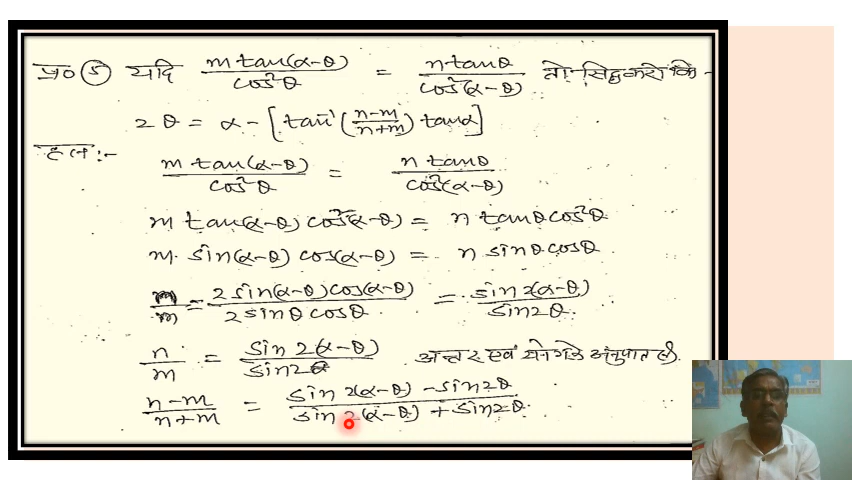 प्र० (5) यदि m tan(α-θ)/cos²θ = n tanθ/cos²(α-θ) तो सिद्ध करो कि -
2θ = α - [tan⁻¹ (n-m/n+m) tanα]
हल :-
m tan(α-θ)/cos²θ = n tanθ/cos²(α-θ)
m tan(α-θ) cos²(α-θ) = n tanθ cos²θ
m. sin(α-θ) cos(α-θ) = n sinθ cosθ
n/m = 2 sin(α-θ) cos(α-θ)/2 sinθ cosθ = sin 2(α-θ)/sin2θ
n/m = sin 2(α-θ)/sin2θ अन्तर एवं योग अनुपात से.
n-m/n+m = sin 2(α-θ) - sin2θ/sin 2(α-θ) + sin2θ